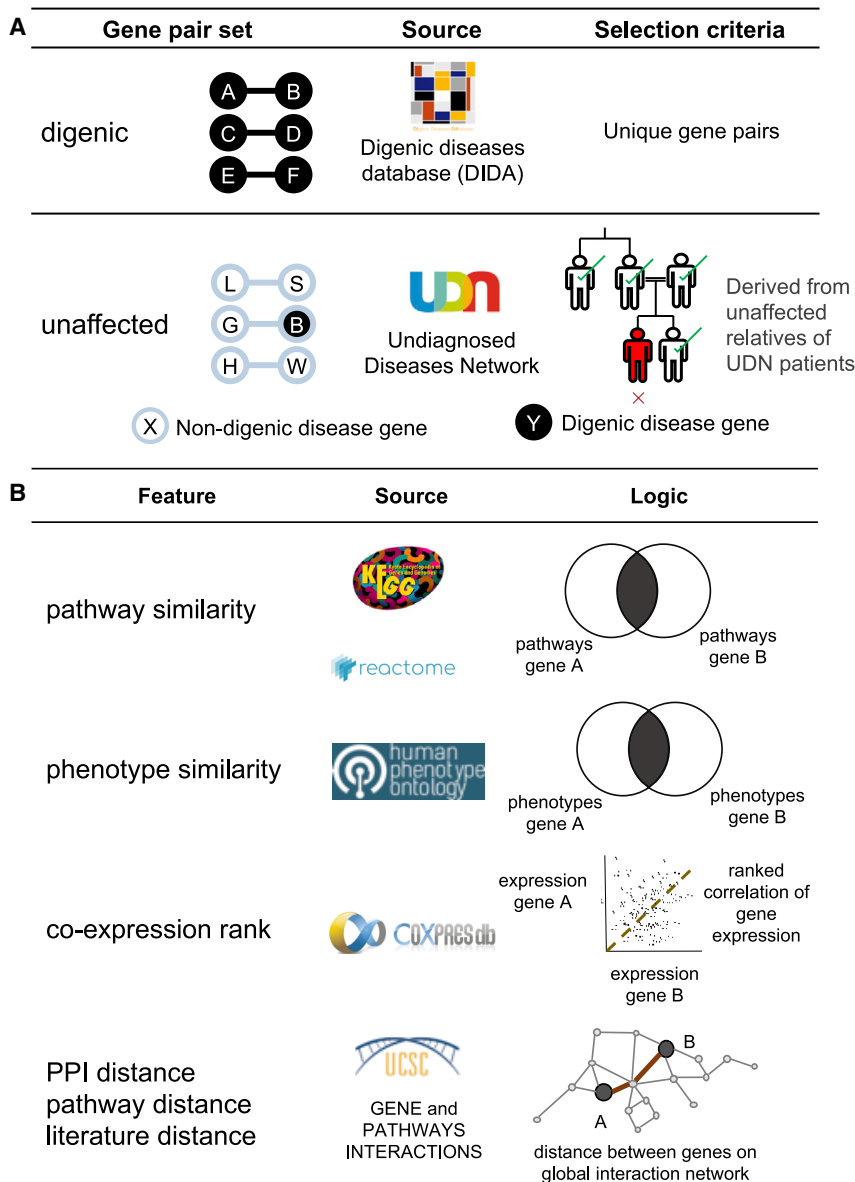 A
Gene pair set Source Selection criteria
digenic
A B
C D
E F
Digenic diseases
database (DIDA)
Unique gene pairs
unaffected
L S
G B
H W
UDN
Undiagnosed
Diseases Network
Derived from
unaffected
relatives of
UDN patients
X Non-digenic disease gene
Y Digenic disease gene
B
Feature Source Logic
pathway similarity
KEGG
reactome
pathways
gene A
pathways
gene B
phenotype similarity
human
phenotype
ontology
phenotypes
gene A
phenotypes
gene B
co-expression rank
COXPRESdb
expression
gene A
ranked
correlation of
gene
expression
expression
gene B
PPI distance
pathway distance
literature distance
UCSC
GENE and
PATHWAYS
INTERACTIONS
B
A
distance between genes on
global interaction network